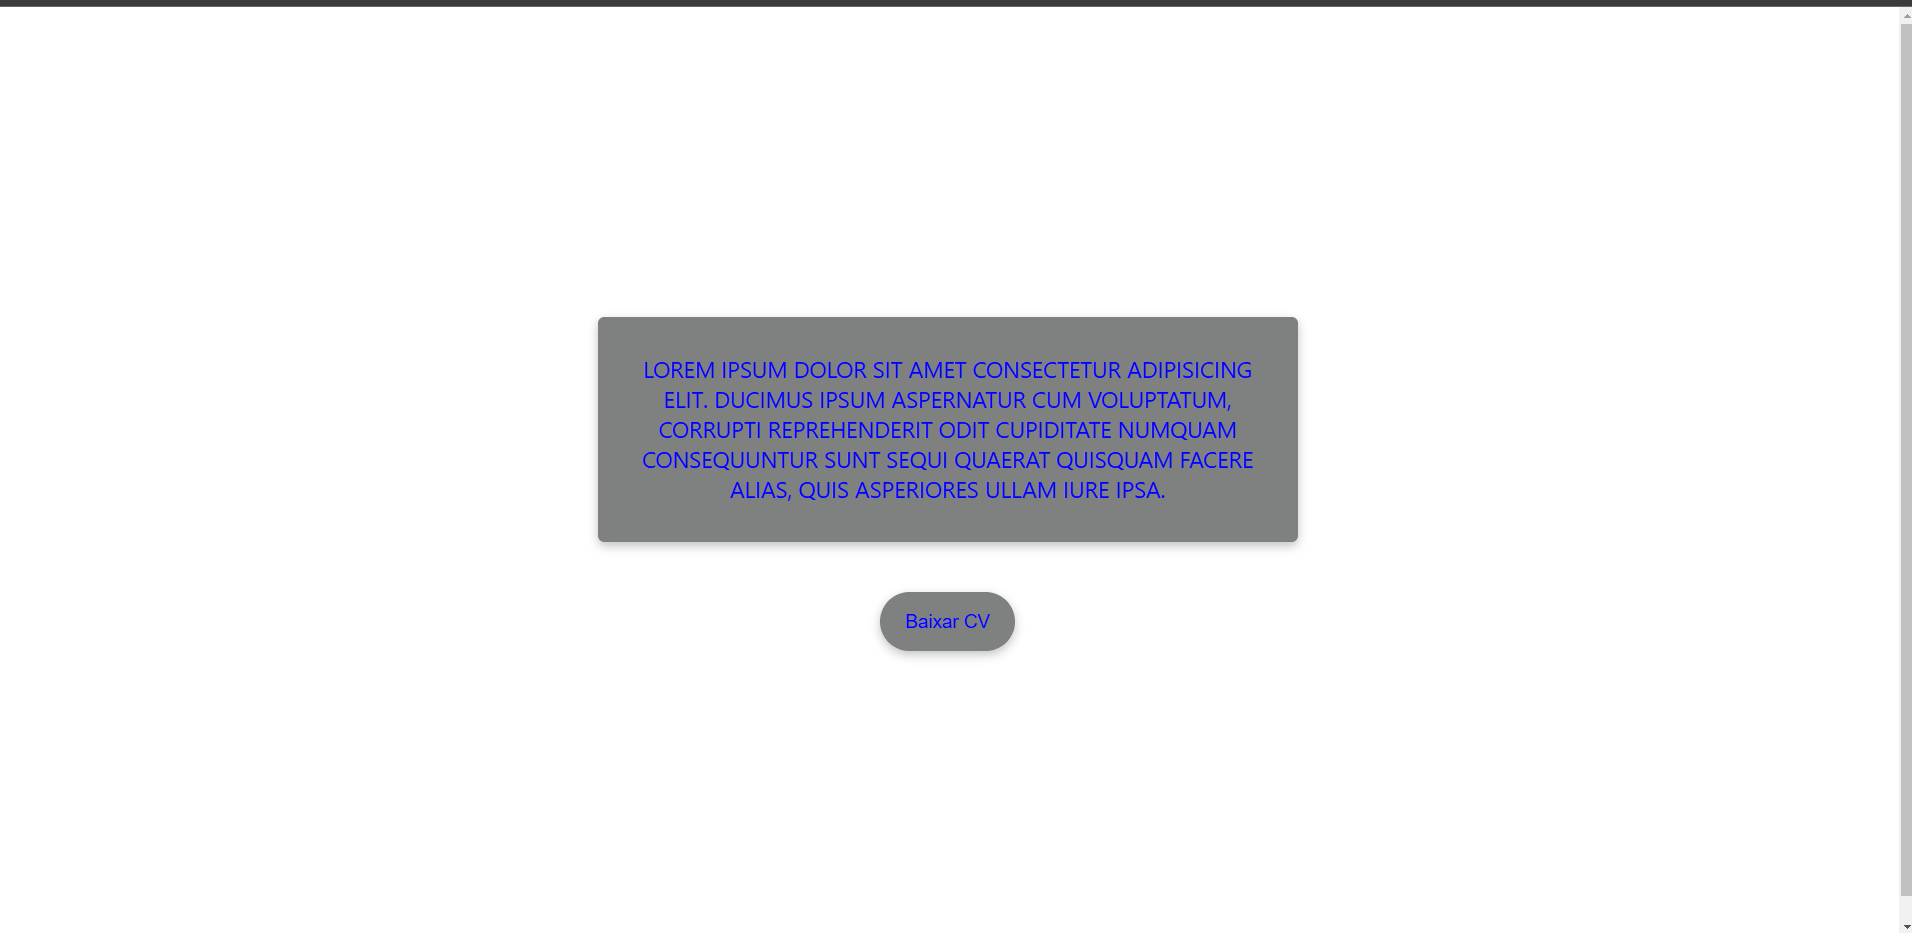 LOREM IPSUM DOLOR SIT AMET CONSECTETUR ADIPISICING
ELIT. DUCIMUS IPSUM ASPERNATUR CUM VOLUPTATUM,
CORRUPTI REPREHENDERIT ODIT CUPIDITATE NUMQUAM
CONSEQUUNTUR SUNT SEQUI QUAERAT QUISQUAM FACERE
ALIAS, QUIS ASPERIORES ULLAM IURE IPSA.
Baixar CV